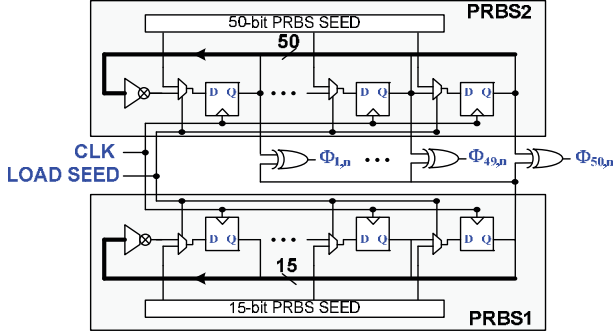 50-bit PRBS SEED
PRBS2
50
D Q
D Q
D Q
CLK
LOAD SEED
Φ1,n
Φ49,n
Φ50,n
D Q
D Q
D Q
15
15-bit PRBS SEED
PRBS1